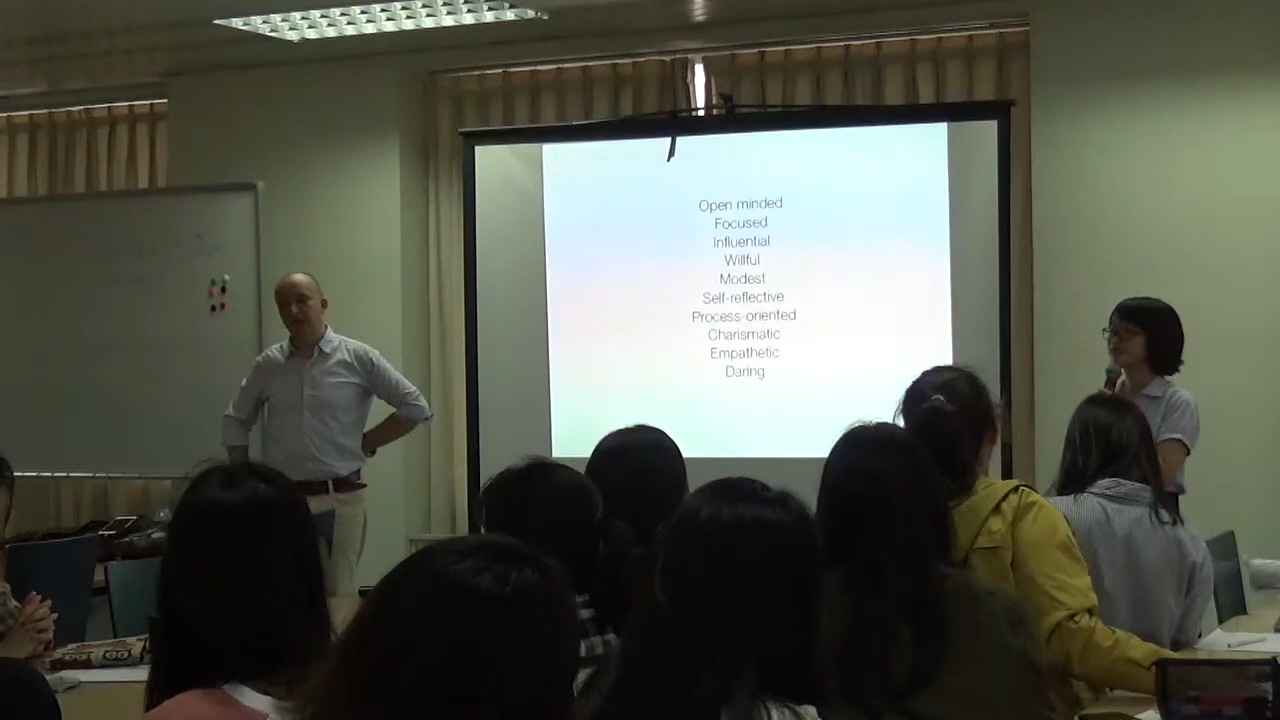 Open minded
Focused
Influential
Willful
Modest
Self-reflective
Process-oriented
Charismatic
Empathetic
Daring